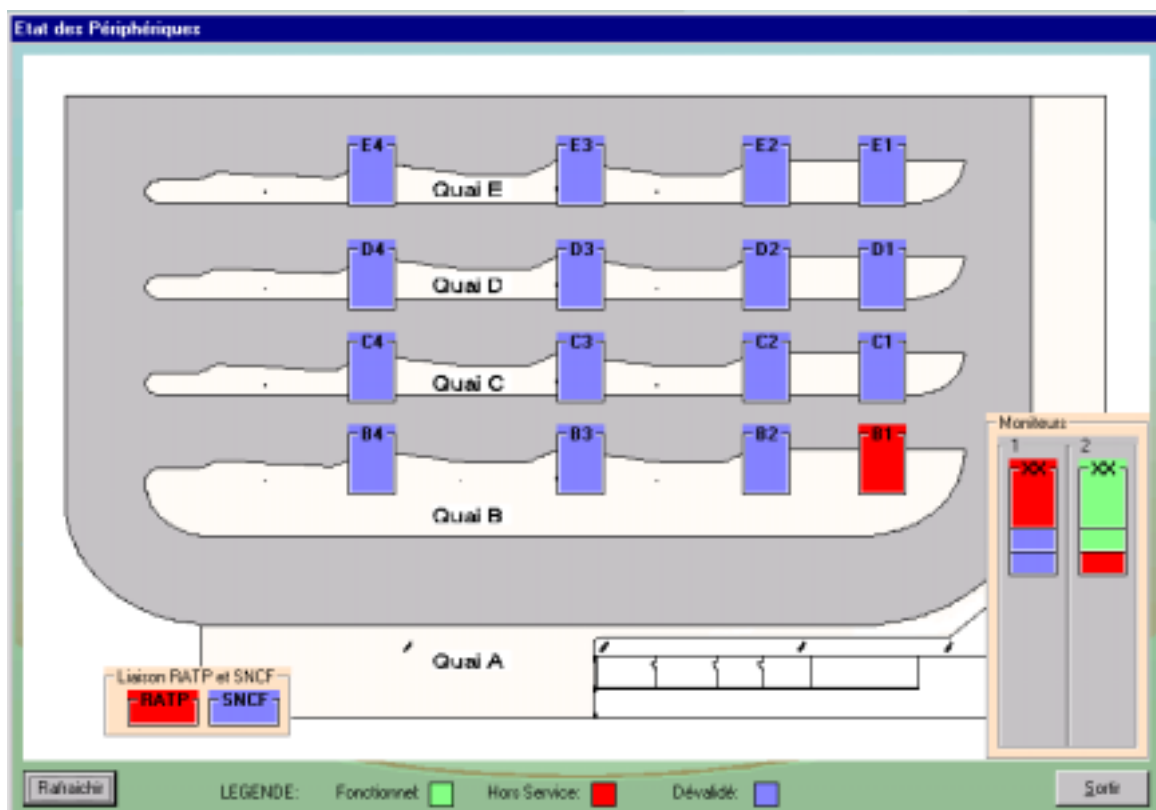 Etat des Périphériques
E4 E3 E2 E1
Quai E
D4 D3 D2 D1
Quai D
C4 C3 C2 C1
Quai C
B4 B3 B2 B1
Quai B
Moniteurs
1 2
XX XX
Quai A
Liaison RATP et SNCF
RATP SNCF
Rafraichir
LEGENDE: Fonctionnel: Hors Service: Dévalidé:
Sortir